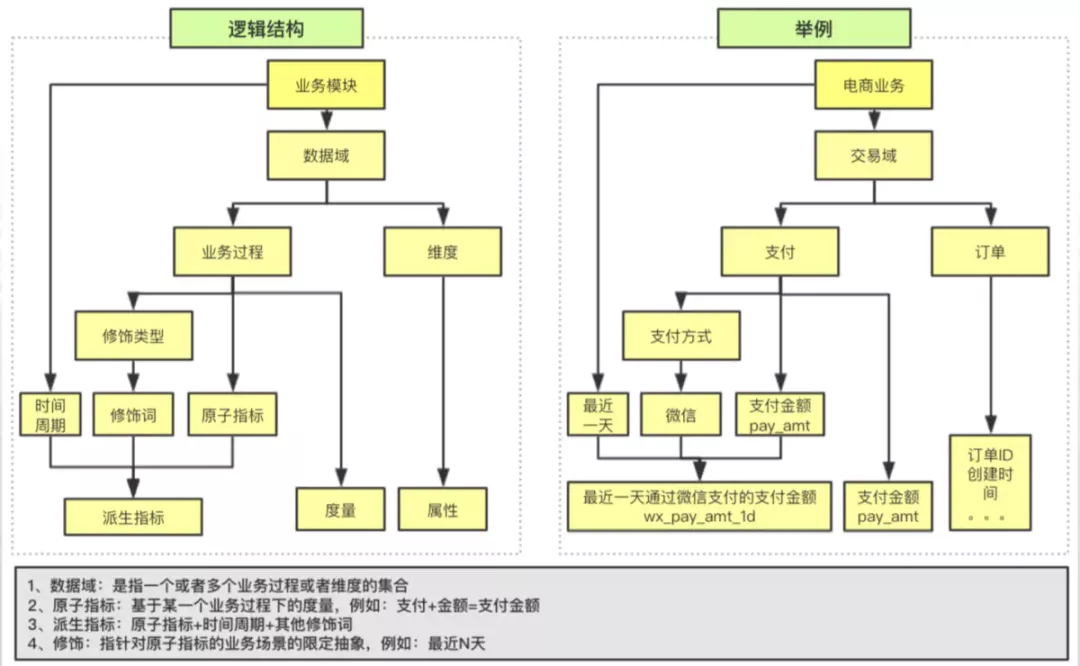 逻辑结构
业务模块
数据域
业务过程
维度
修饰类型
时间
周期
修饰词
原子指标
派生指标
度量
属性
举例
电商业务
交易域
支付
订单
支付方式
最近
一天
微信
支付金额
pay_amt
最近一天通过微信支付的支付金额
wx_pay_amt_1d
支付金额
pay_amt
订单ID
创建时
间
。。。
1、数据域：是指一个或者多个业务过程或者维度的集合
2、原子指标：基于某一个业务过程下的度量，例如：支付+金额=支付金额
3、派生指标：原子指标+时间周期+其他修饰词
4、修饰：指针对原子指标的业务场景的限定抽象，例如：最近N天